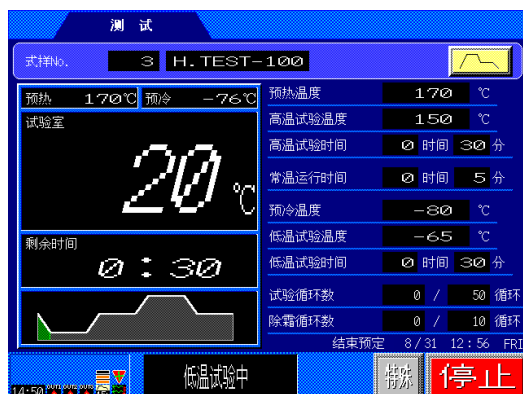 测 试
式样No. 3 H.TEST-100
预热 170℃ 预冷 -76℃
试验室
20℃
剩余时间
0:30
预热温度 170 ℃
高温试验温度 150 ℃
高温试验时间 0 时间 30 分
常温运行时间 0 时间 5 分
预冷温度 -80 ℃
低温试验温度 -65 ℃
低温试验时间 0 时间 30 分
试验循环数 0 / 50 循环
除霜循环数 0 / 10 循环
结束预定 8/31 12:56 FRI
14:50 OUT1 OUT2 OUT3
低温试验中
特殊
停止